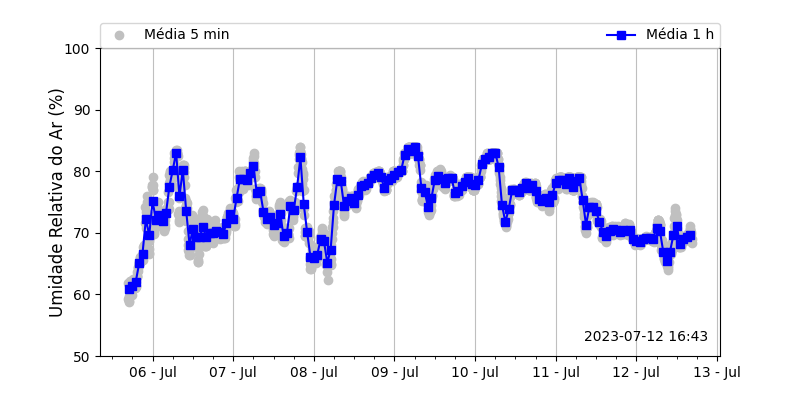 Média 5 min
Média 1 h
Umidade Relativa do Ar (%)
100
90
80
70
60
50
2023-07-12 16:43
06 - Jul
07 - Jul
08 - Jul
09 - Jul
10 - Jul
11 - Jul
12 - Jul
13 - Jul